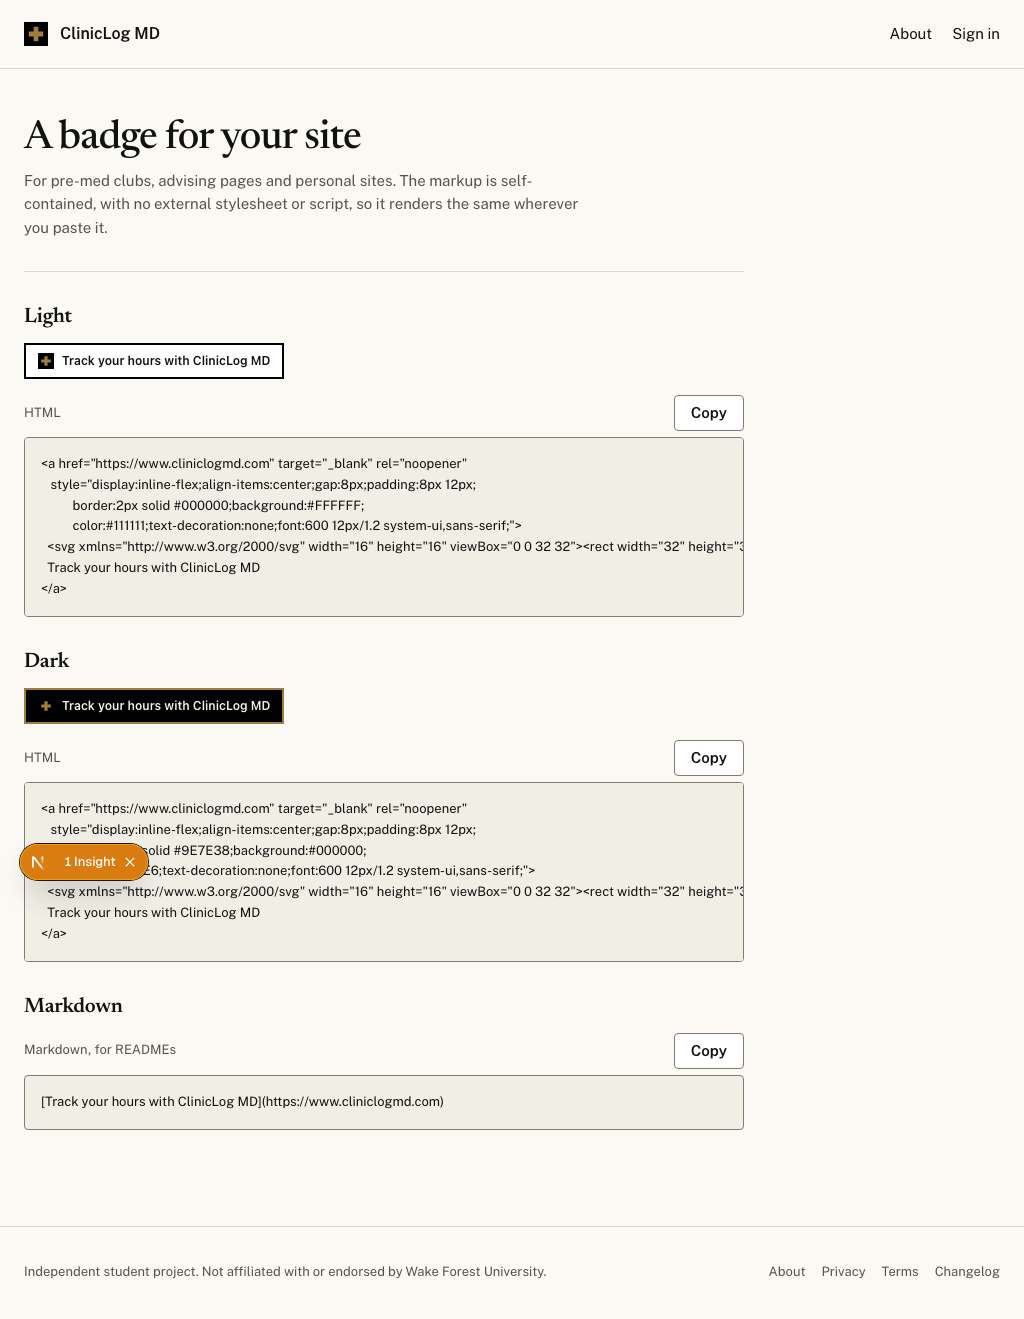 ClinicLog MD
About Sign in
A badge for your site
For pre-med clubs, advising pages and personal sites. The markup is self-
contained, with no external stylesheet or script, so it renders the same wherever
you paste it.
Light
Track your hours with ClinicLog MD
HTML Copy
<a href="https://www.cliniclogmd.com" target="_blank" rel="noopener"
style="display:inline-flex;align-items:center;gap:8px;padding:8px 12px;
border:2px solid #000000;background:#FFFFFF;
color:#111111;text-decoration:none;font:600 12px/1.2 system-ui,sans-serif;">
<svg xmlns="http://www.w3.org/2000/svg" width="16" height="16" viewBox="0 0 32 32"><rect width="32" height="
Track your hours with ClinicLog MD
</a>
Dark
Track your hours with ClinicLog MD
HTML Copy
<a href="https://www.cliniclogmd.com" target="_blank" rel="noopener"
style="display:inline-flex;align-items:center;gap:8px;padding:8px 12px;
solid #9E7E38;background:#000000;
1 Insight
E6;text-decoration:none;font:600 12px/1.2 system-ui,sans-serif;">
<svg xmlns="http://www.w3.org/2000/svg" width="16" height="16" viewBox="0 0 32 32"><rect width="32" height="
Track your hours with ClinicLog MD
</a>
Markdown
Markdown, for READMEs Copy
[Track your hours with ClinicLog MD](https://www.cliniclogmd.com)
Independent student project. Not affiliated with or endorsed by Wake Forest University.
About Privacy Terms Changelog